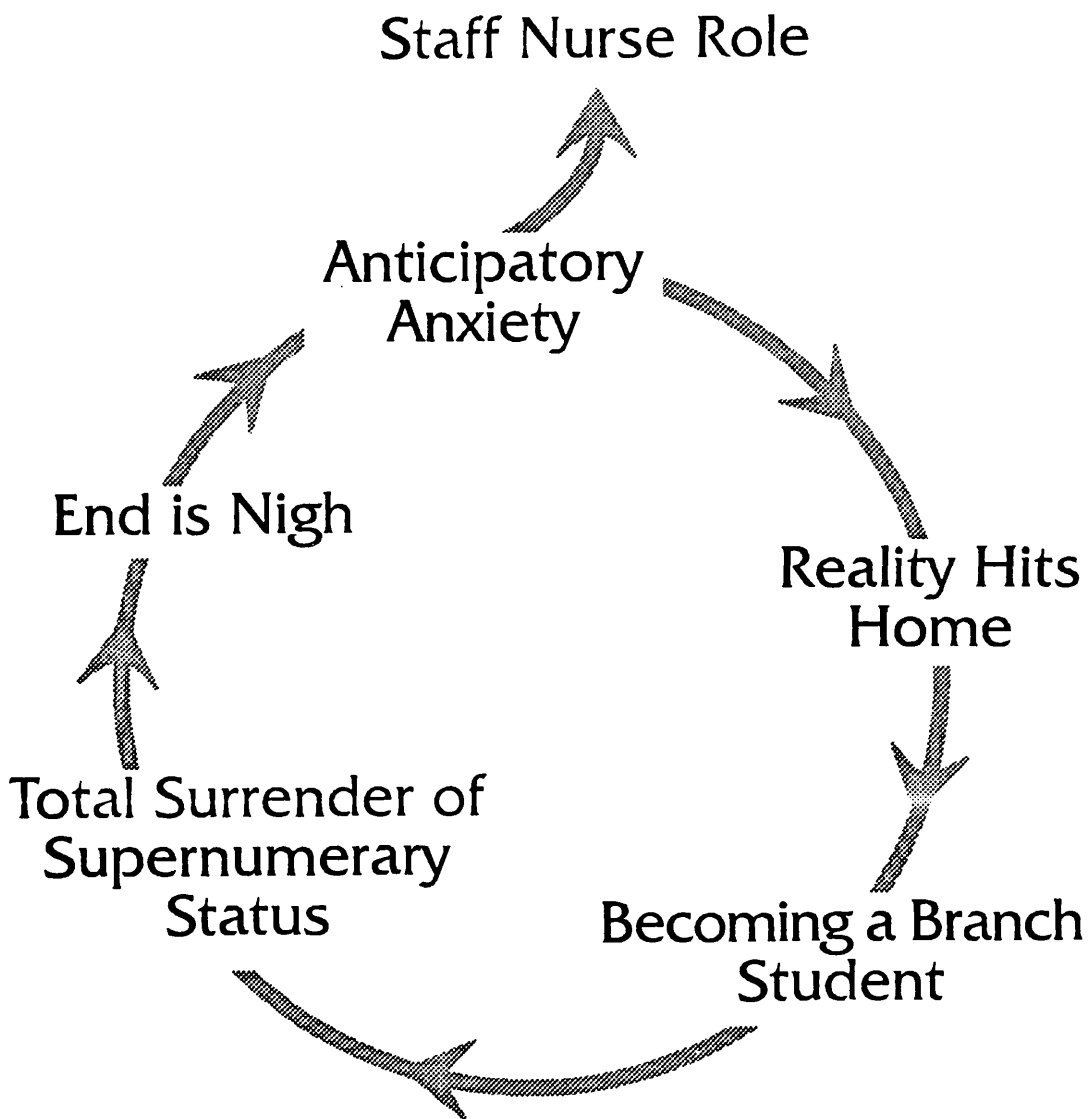 Staff Nurse Role
Anticipatory
Anxiety
Reality Hits
Home
Becoming a Branch
Student
Total Surrender of
Supernumerary
Status
End is Nigh